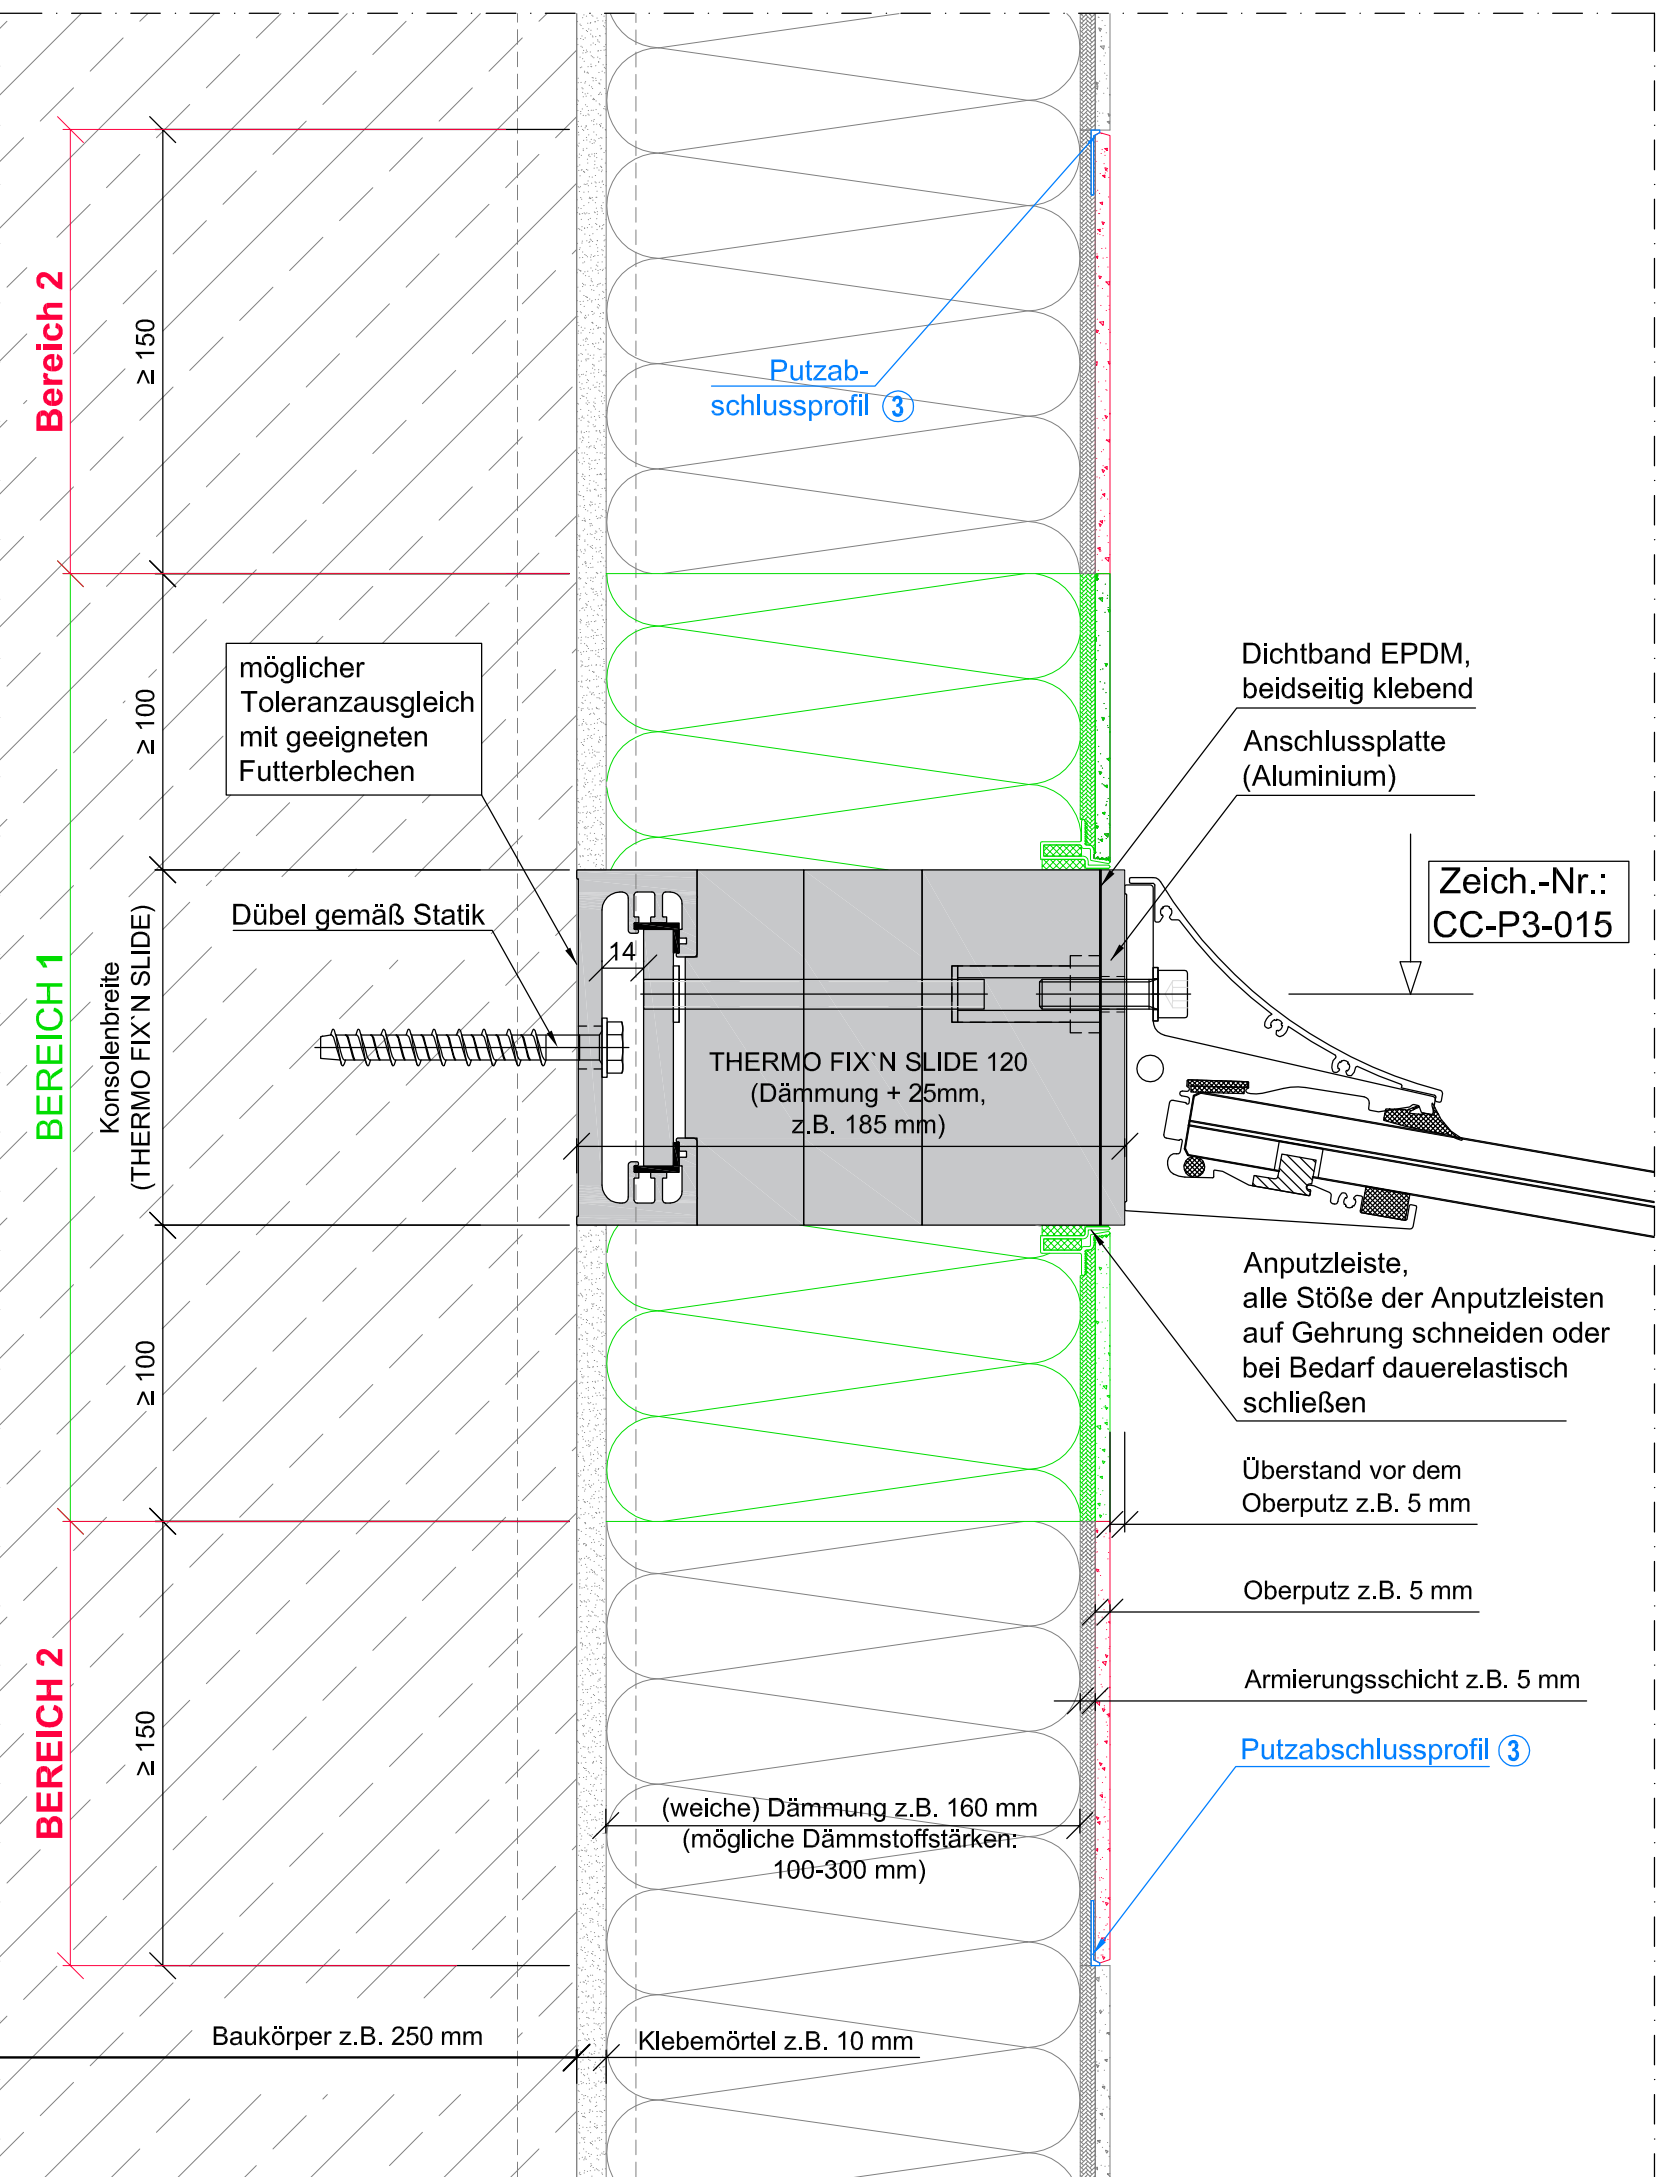 Bereich 2
≥ 150
Putzab-
schlussprofil ③
möglicher
Toleranzausgleich
mit geeigneten
Futterblechen
≥ 100
Dichtband EPDM,
beidseitig klebend
Anschlussplatte
(Aluminium)
Zeich.-Nr.:
CC-P3-015
Dübel gemäß Statik
14
BEREICH 1
Konsolenbreite
(THERMO FIX`N SLIDE)
THERMO FIX`N SLIDE 120
(Dämmung + 25mm,
z.B. 185 mm)
Anputzleiste,
alle Stöße der Anputzleisten
auf Gehrung schneiden oder
bei Bedarf dauerelastisch
schließen
≥ 100
Überstand vor dem
Oberputz z.B. 5 mm
Oberputz z.B. 5 mm
Armierungsschicht z.B. 5 mm
BEREICH 2
≥ 150
Putzabschlussprofil ③
(weiche) Dämmung z.B. 160 mm
(mögliche Dämmstoffstärken:
100-300 mm)
Baukörper z.B. 250 mm
Klebemörtel z.B. 10 mm